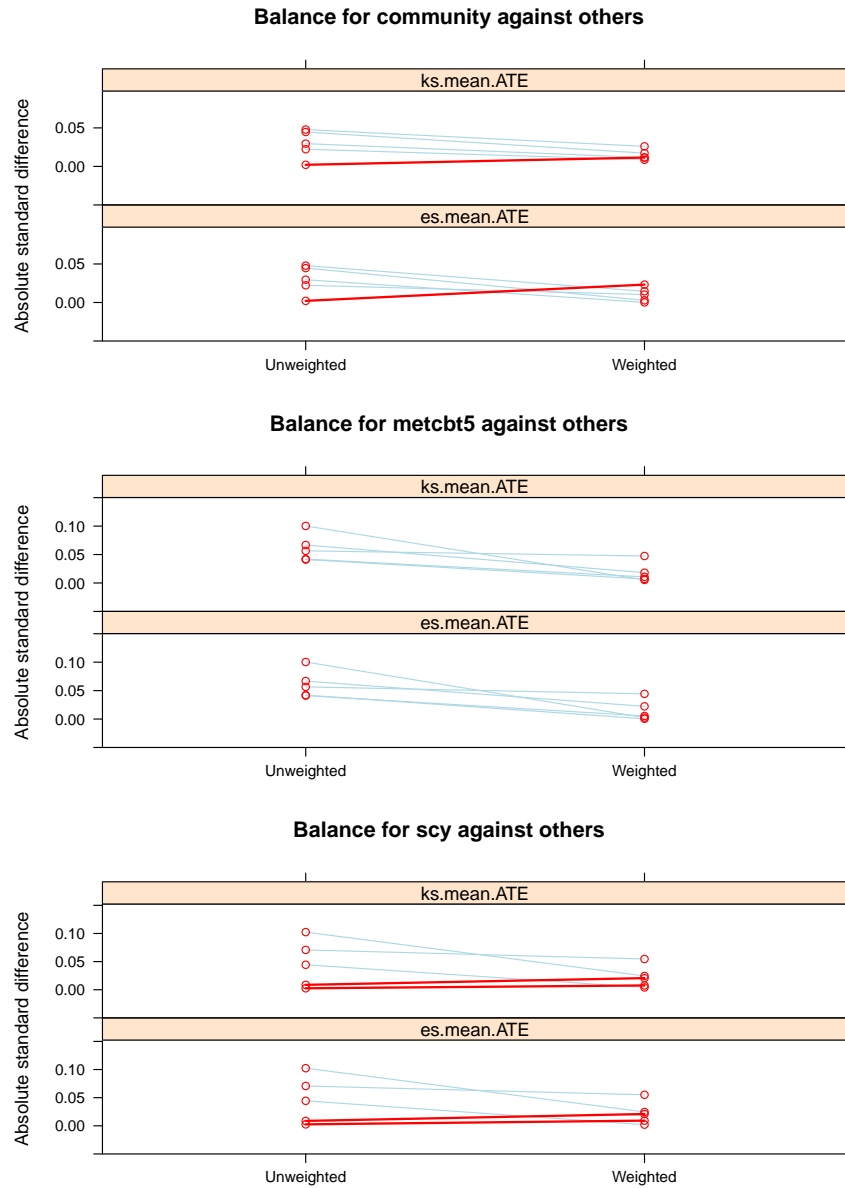 Balance for community against others
ks.mean.ATE
0.05
0.00
es.mean.ATE
0.05
0.00
Absolute standard difference
Unweighted Weighted
Balance for metcbt5 against others
ks.mean.ATE
0.10
0.05
0.00
es.mean.ATE
0.10
0.05
0.00
Absolute standard difference
Unweighted Weighted
Balance for scy against others
ks.mean.ATE
0.10
0.05
0.00
es.mean.ATE
0.10
0.05
0.00
Absolute standard difference
Unweighted Weighted